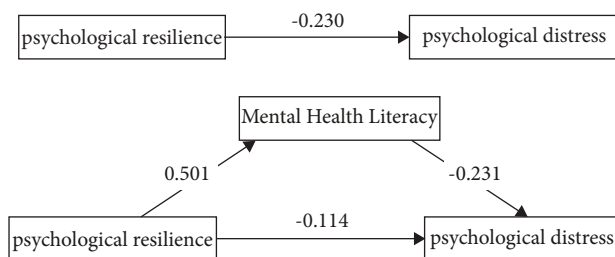 -0.230
psychological resilience
psychological distress
Mental Health Literacy
0.501
-0.231
-0.114
psychological resilience
psychological distress